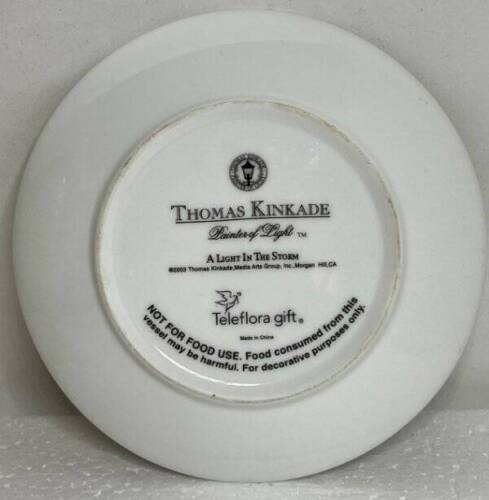 THOMAS KINKADE
Painter of Light ™
A LIGHT IN THE STORM
©2003 Thomas Kinkade,Media Arts Group, Inc.,Morgan Hill,CA
Teleflora gift®
Made in China
NOT FOR FOOD USE. Food consumed from this
vessel may be harmful. For decorative purposes only.